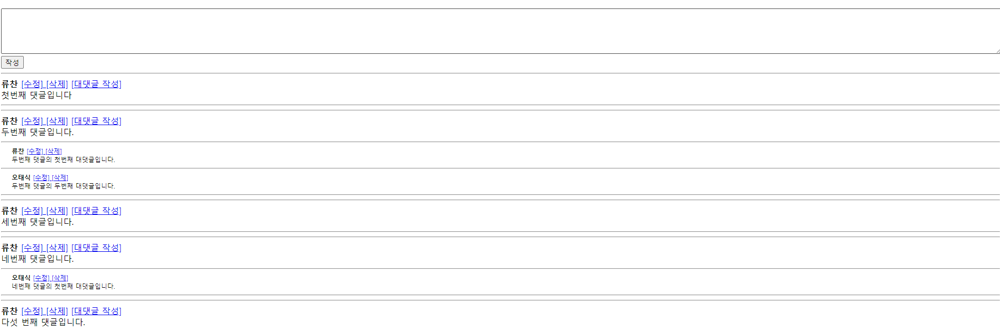 작성
류찬 [수정] [삭제] [대댓글 작성]
첫번째 댓글입니다
류찬 [수정] [삭제] [대댓글 작성]
두번째 댓글입니다.
류찬 [수정] [삭제]
두번째 댓글의 첫번째 대댓글입니다.
오태식 [수정] [삭제]
두번째 댓글의 두번째 대댓글입니다.
류찬 [수정] [삭제] [대댓글 작성]
세번째 댓글입니다.
류찬 [수정] [삭제] [대댓글 작성]
네번째 댓글입니다.
오태식 [수정] [삭제]
네번째 댓글의 첫번째 대댓글입니다.
류찬 [수정] [삭제] [대댓글 작성]
다섯 번째 댓글입니다.